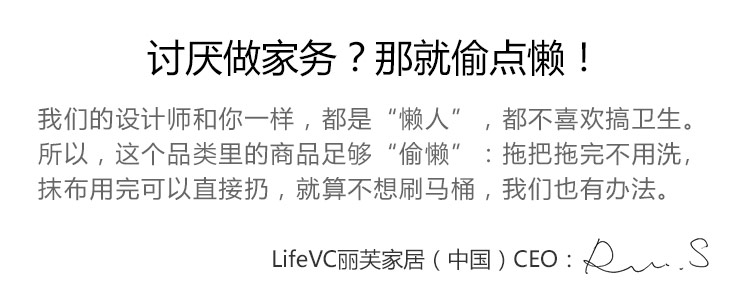 讨厌做家务？那就偷点懒！
我们的设计师和你一样，都是“懒人”，都不喜欢搞卫生。
所以，这个品类里的商品足够“偷懒”：拖把拖完不用洗，
抹布用完可以直接扔，就算不想刷马桶，我们也有办法。
LifeVC丽芙家居（中国）CEO：